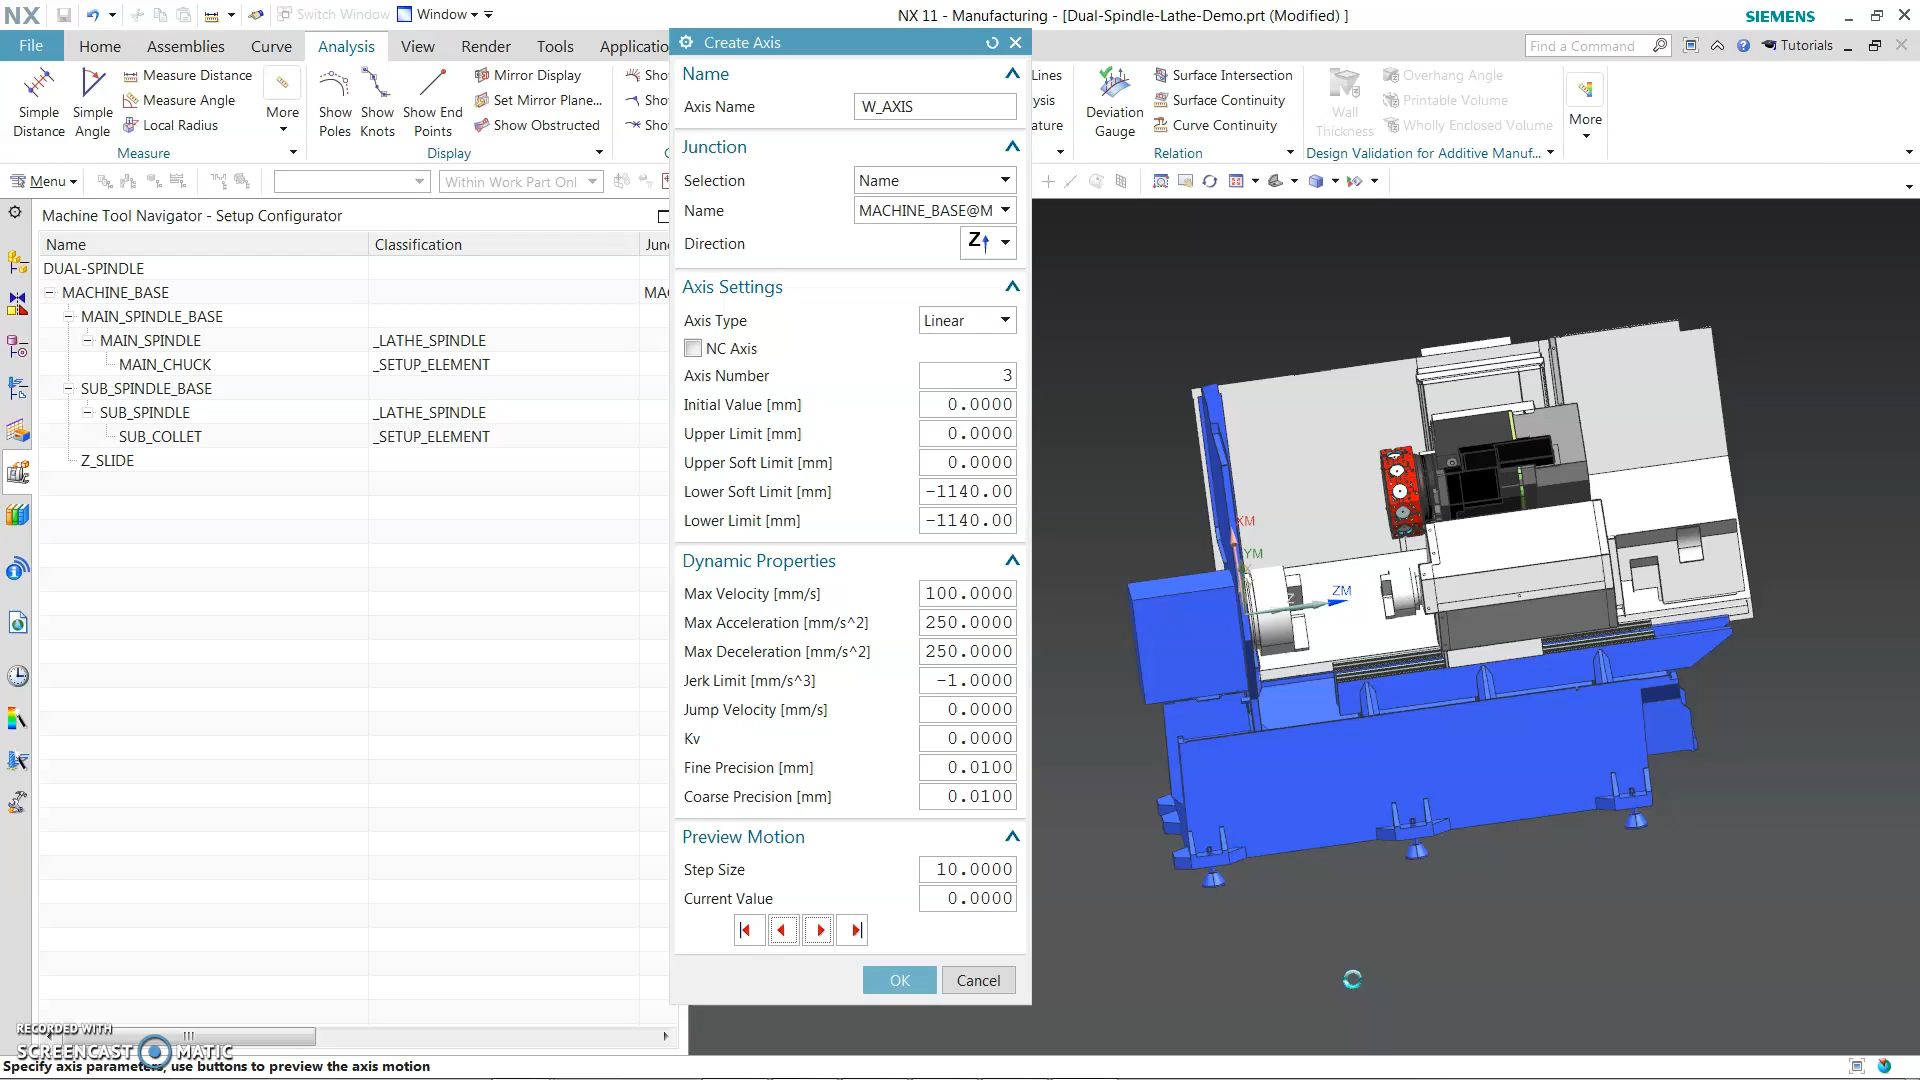 NX
Switch Window
Window
NX 11 - Manufacturing - [Dual-Spindle-Lathe-Demo.prt (Modified) ]
SIEMENS
File Home Assemblies Curve Analysis View Render Tools Applicatio
Find a Command
Tutorials
Create Axis
Simple Distance
Simple Angle
Measure Distance
Measure Angle
Local Radius
More
Measure
Show Poles
Show Knots
Show End Points
Mirror Display
Set Mirror Plane...
Show Obstructed
Display
Sho
Sho
Sho
Lines
ysis
ature
Deviation Gauge
Surface Intersection
Surface Continuity
Curve Continuity
Relation
Wall Thickness
Overhang Angle
Printable Volume
Wholly Enclosed Volume
Design Validation for Additive Manuf...
More
Menu
Within Work Part Onl
Machine Tool Navigator - Setup Configurator
Name Classification Jun
DUAL-SPINDLE
MACHINE_BASE MA
MAIN_SPINDLE_BASE
MAIN_SPINDLE _LATHE_SPINDLE
MAIN_CHUCK _SETUP_ELEMENT
SUB_SPINDLE_BASE
SUB_SPINDLE _LATHE_SPINDLE
SUB_COLLET _SETUP_ELEMENT
Z_SLIDE
Name
Axis Name W_AXIS
Junction
Selection Name
Name MACHINE_BASE@M
Direction Z
Axis Settings
Axis Type Linear
NC Axis
Axis Number 3
Initial Value [mm] 0.0000
Upper Limit [mm] 0.0000
Upper Soft Limit [mm] 0.0000
Lower Soft Limit [mm] -1140.00
Lower Limit [mm] -1140.00
Dynamic Properties
Max Velocity [mm/s] 100.0000
Max Acceleration [mm/s^2] 250.0000
Max Deceleration [mm/s^2] 250.0000
Jerk Limit [mm/s^3] -1.0000
Jump Velocity [mm/s] 0.0000
Kv 0.0000
Fine Precision [mm] 0.0100
Coarse Precision [mm] 0.0100
Preview Motion
Step Size 10.0000
Current Value 0.0000
OK Cancel
XM
YM
Z
ZM
RECORDED WITH
SCREENCAST MATIC
Specify axis parameters, use buttons to preview the axis motion